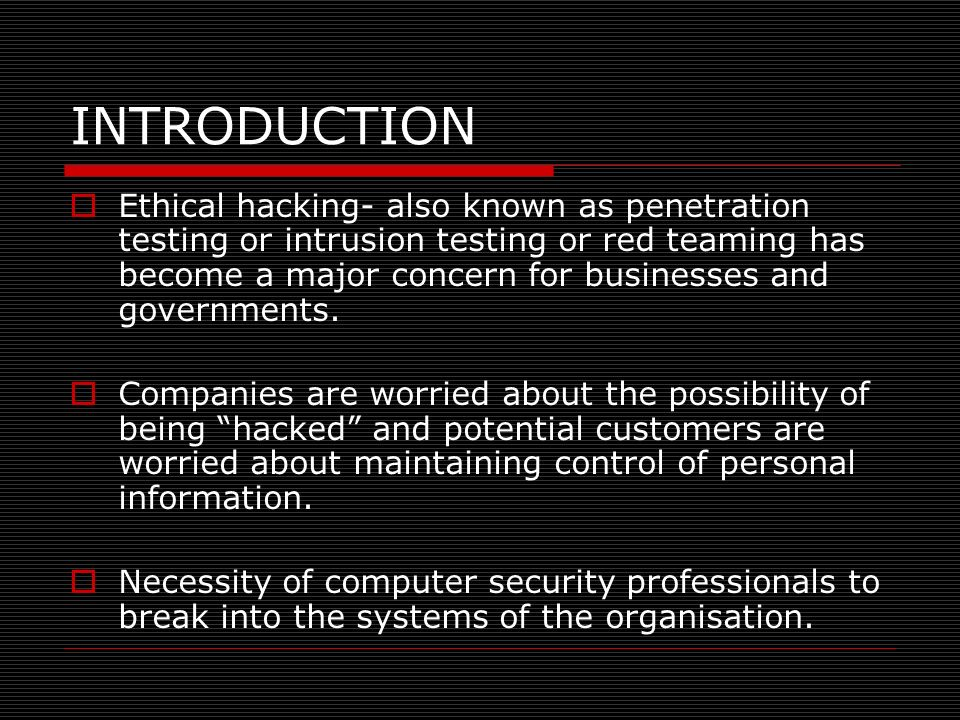 INTRODUCTION
Ethical hacking- also known as penetration
testing or intrusion testing or red teaming has
become a major concern for businesses and
governments.
Companies are worried about the possibility of
being “hacked” and potential customers are
worried about maintaining control of personal
information.
Necessity of computer security professionals to
break into the systems of the organisation.